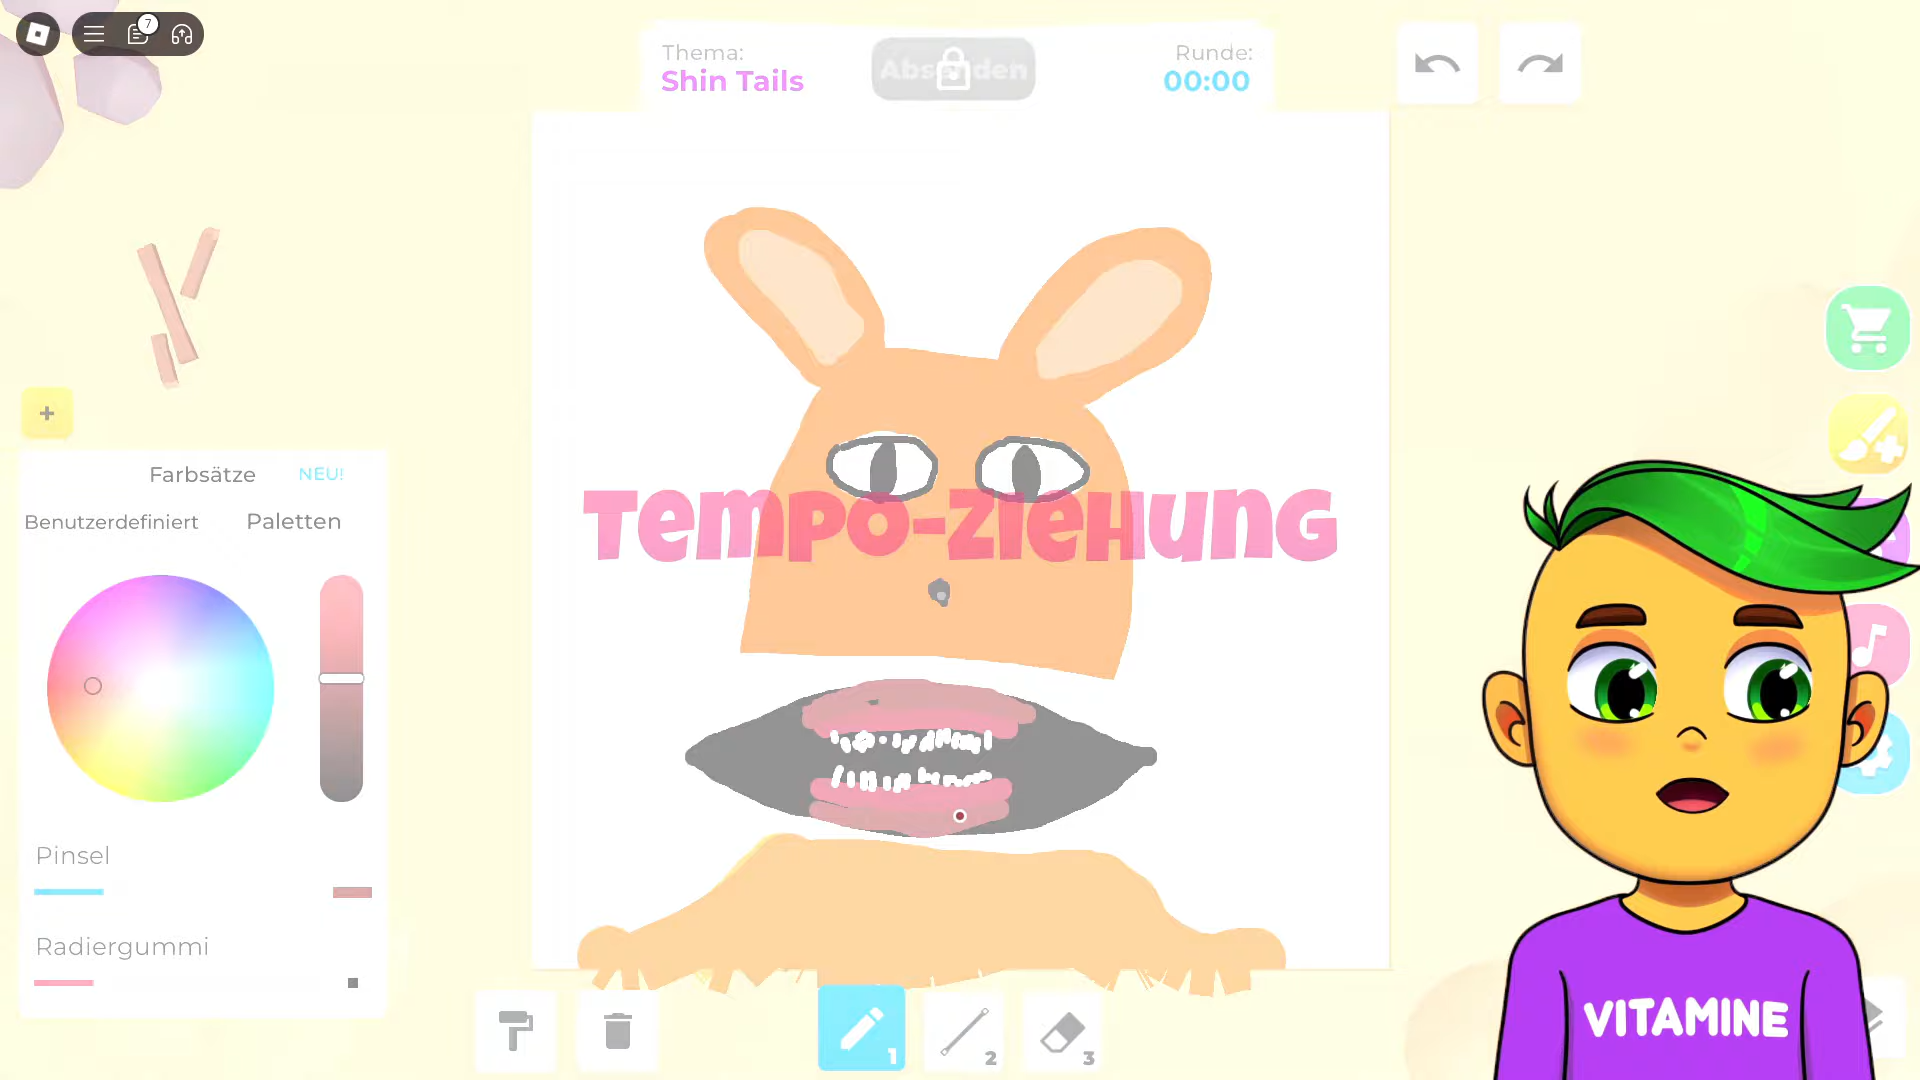 7
Thema:
Shin Tails
Absenden
Runde:
00:00
+
Farbsätze NEU!
Benutzerdefiniert Paletten
TEMPO-ZIEHUNG
Pinsel
Radiergummi
1
2
3
VITAMINE